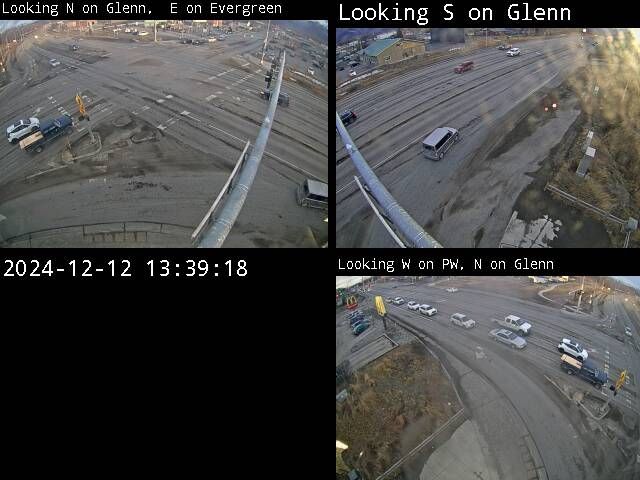 Looking N on Glenn,  E on Evergreen
Looking S on Glenn
2024-12-12 13:39:18
Looking W on PW, N on Glenn